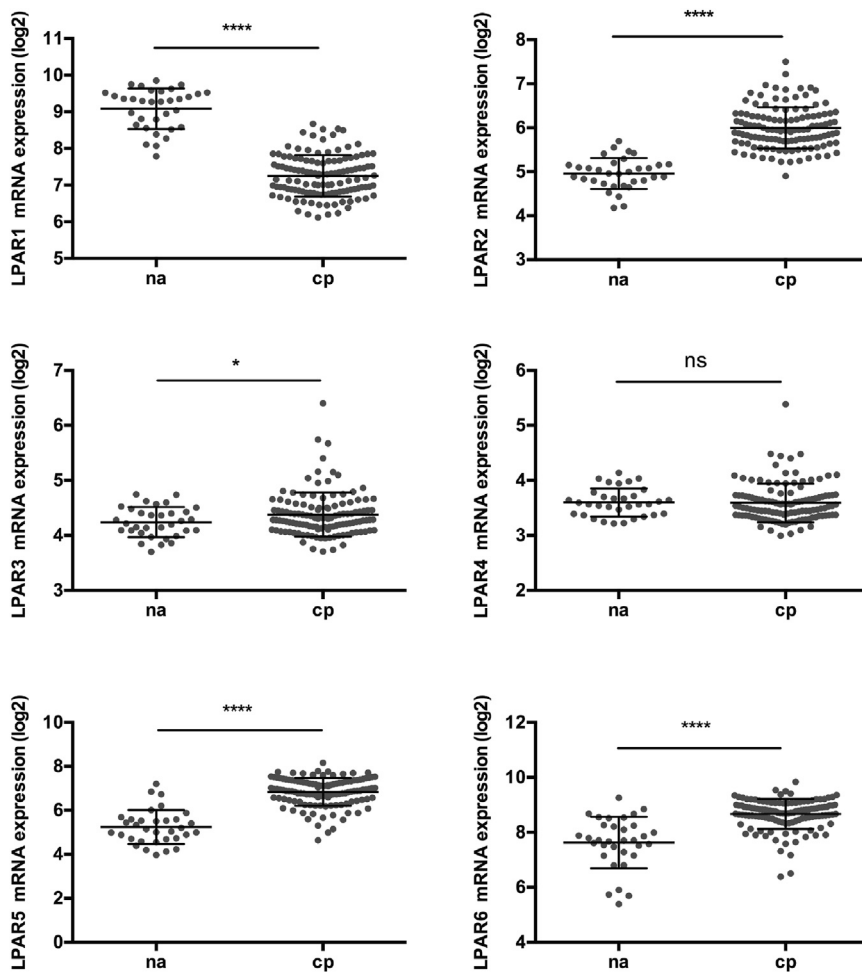 LPAR1 mRNA expression (log2)
11
10
9
8
7
6
5
****
na
cp
LPAR2 mRNA expression (log2)
8
7
6
5
4
3
****
na
cp
LPAR3 mRNA expression (log2)
7
6
5
4
3
*
na
cp
LPAR4 mRNA expression (log2)
6
5
4
3
2
ns
na
cp
LPAR5 mRNA expression (log2)
10
8
6
4
2
0
****
na
cp
LPAR6 mRNA expression (log2)
12
10
8
6
4
****
na
cp